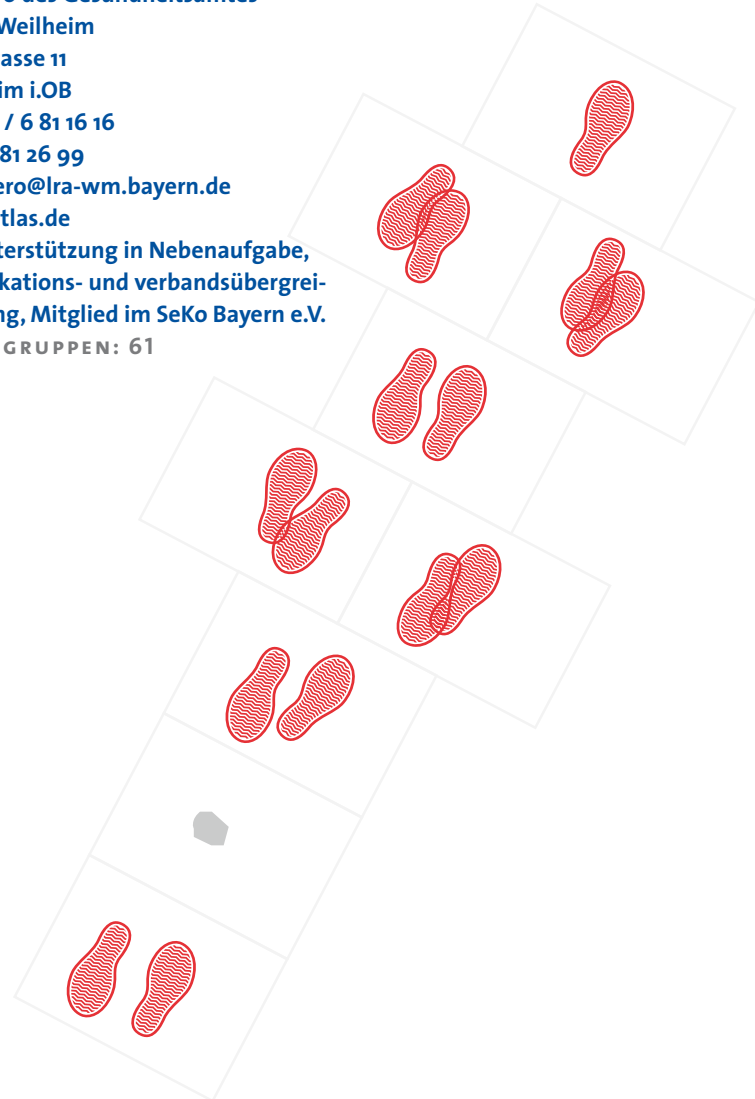 des Gesundheitsamtes
Weilheim
asse 11
im i.OB
/ 6 81 16 16
81 26 99
ero@lra-wm.bayern.de
tlas.de
terstützung in Nebenaufgabe,
kations- und verbandsübergrei-
ng, Mitglied im SeKo Bayern e.V.
GRUPPEN: 61